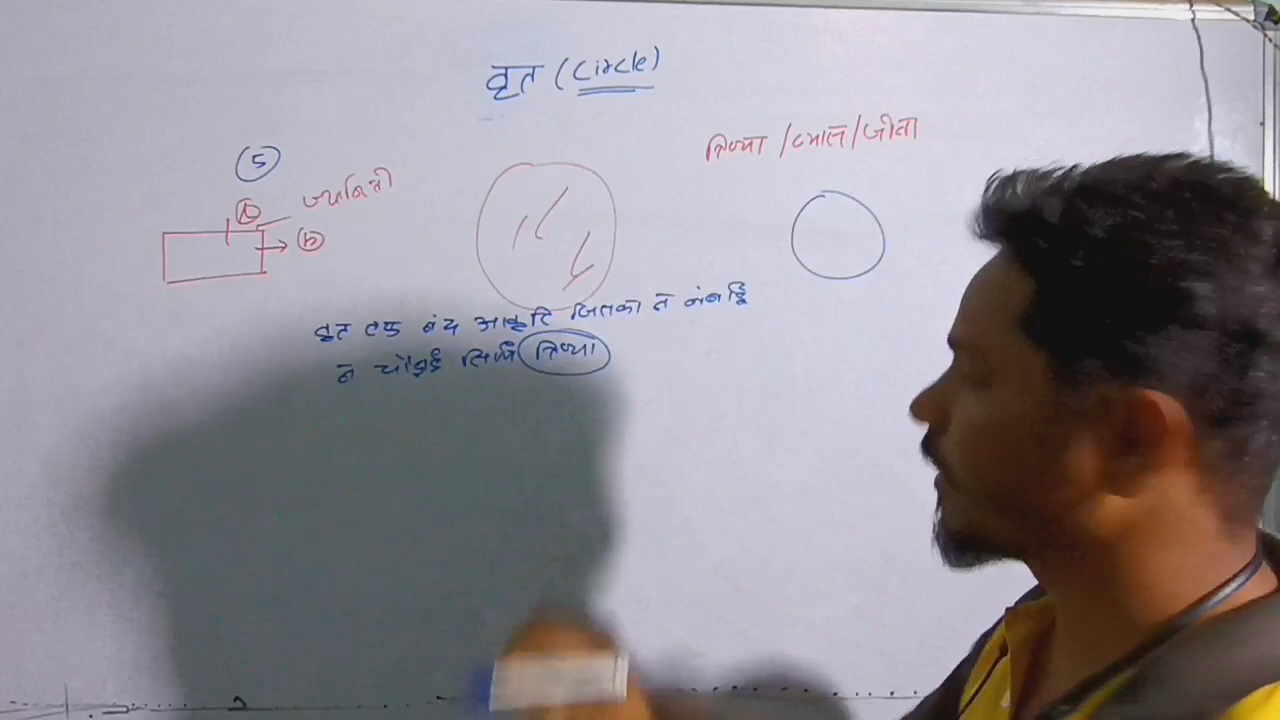 वृत (Circle)
त्रिज्या /व्यास/जीवा
5
ज्यामित्री
A
b
वृत एक बंद आकृति जिसका न लंबाई
न चौड़ाई सिर्फ त्रिज्या